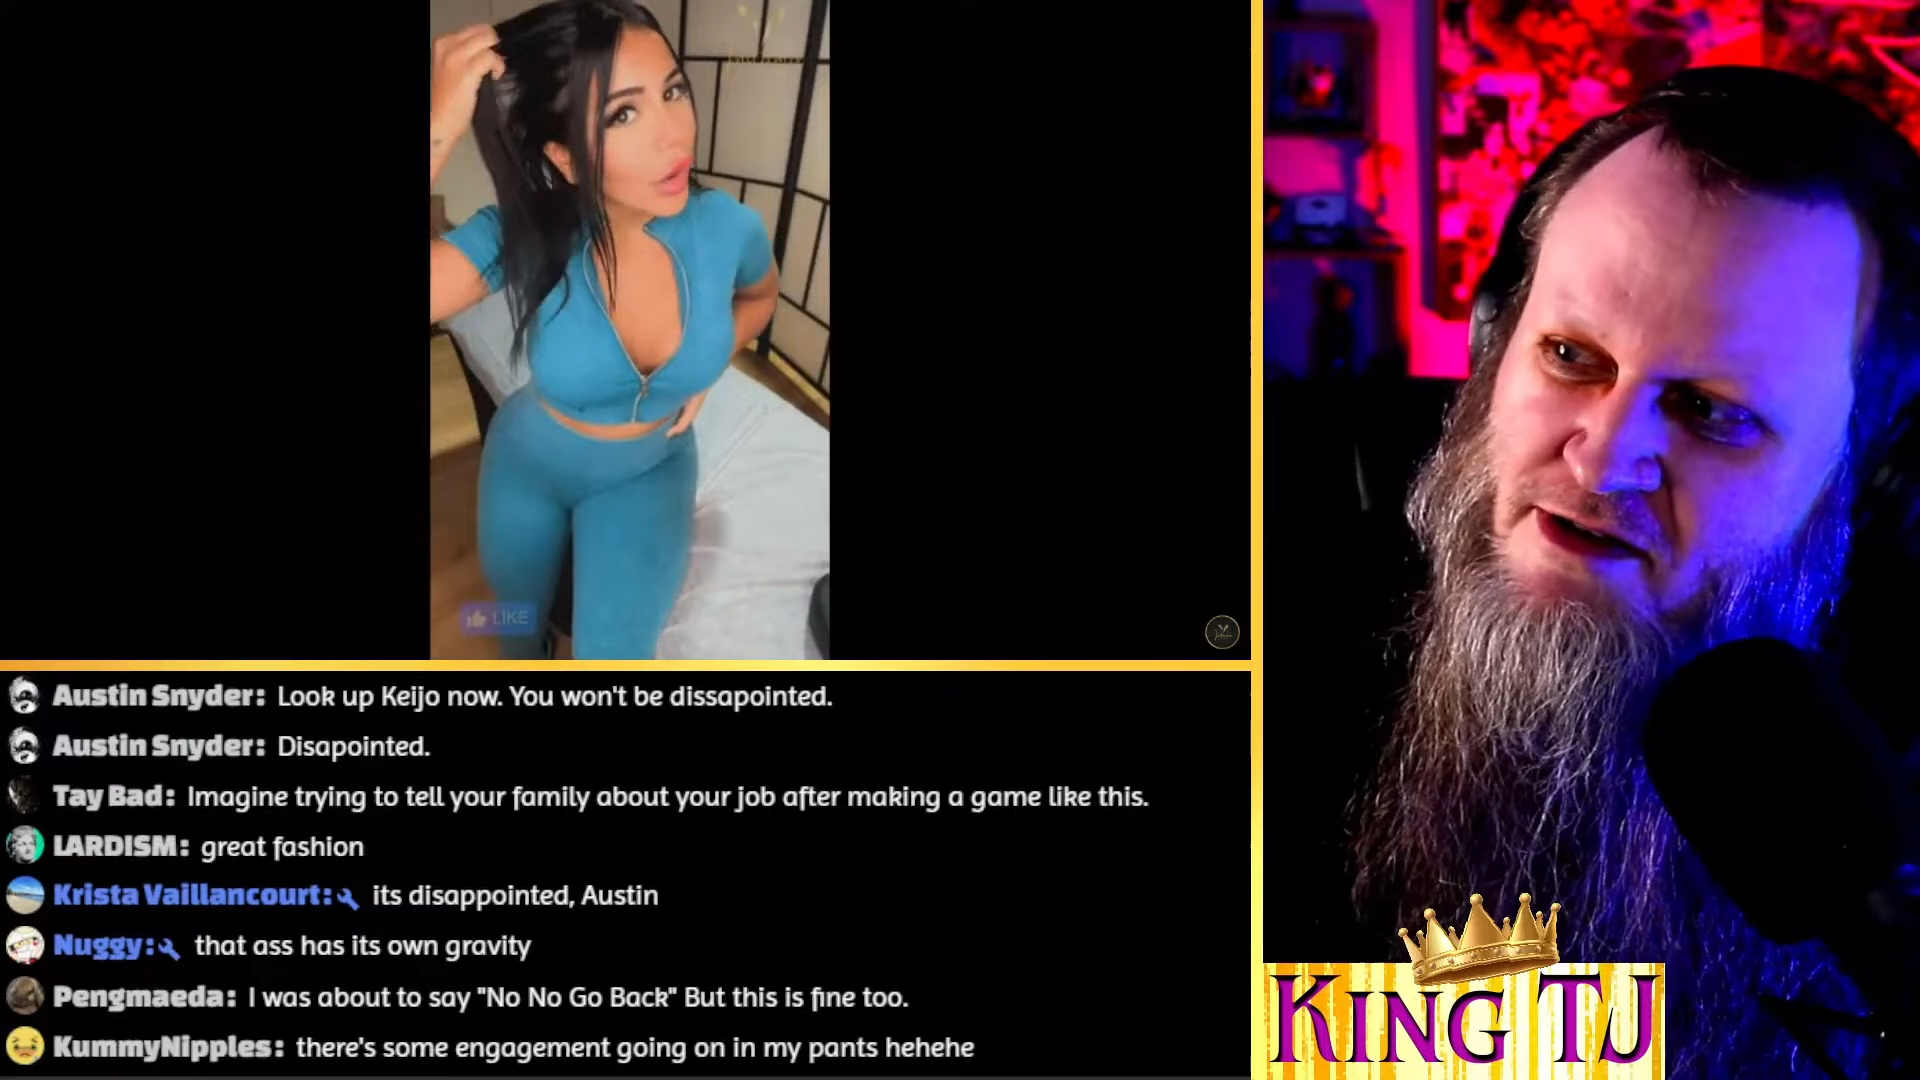 LIKE
Austin Snyder: Look up Keijo now. You won't be dissapointed.
Austin Snyder: Disapointed.
Tay Bad: Imagine trying to tell your family about your job after making a game like this.
LARDISM: great fashion
Krista Vaillancourt: its disappointed, Austin
Nuggy: that ass has its own gravity
Pengmaeda: I was about to say "No No Go Back" But this is fine too.
KummyNipples: there's some engagement going on in my pants hehehe
KING TJ